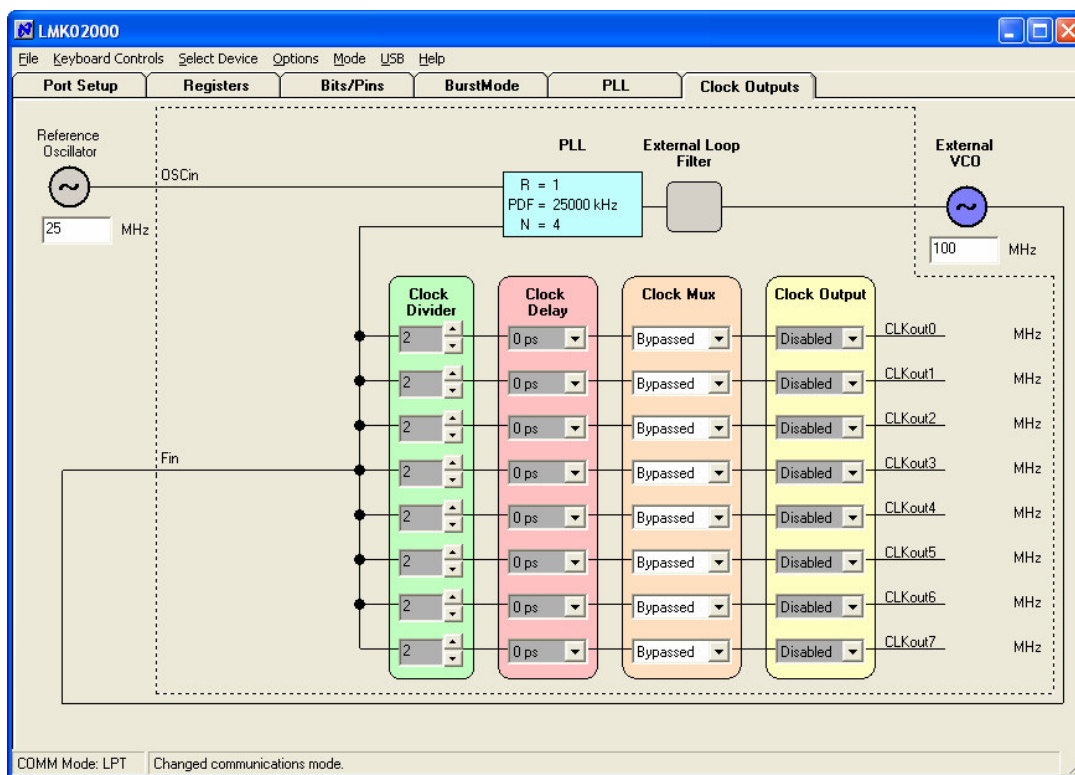 LMK02000
File Keyboard Controls Select Device Options Mode USB Help
Port Setup Registers Bits/Pins BurstMode PLL Clock Outputs
Reference
Oscillator
OSCin
25 MHz
PLL
R = 1
PDF = 25000 kHz
N = 4
External Loop
Filter
External
VCO
100 MHz
Clock
Divider
Clock
Delay
Clock Mux
Clock Output
2 0 ps Bypassed Disabled CLKout0 MHz
2 0 ps Bypassed Disabled CLKout1 MHz
2 0 ps Bypassed Disabled CLKout2 MHz
Fin
2 0 ps Bypassed Disabled CLKout3 MHz
2 0 ps Bypassed Disabled CLKout4 MHz
2 0 ps Bypassed Disabled CLKout5 MHz
2 0 ps Bypassed Disabled CLKout6 MHz
2 0 ps Bypassed Disabled CLKout7 MHz
COMM Mode: LPT Changed communications mode.